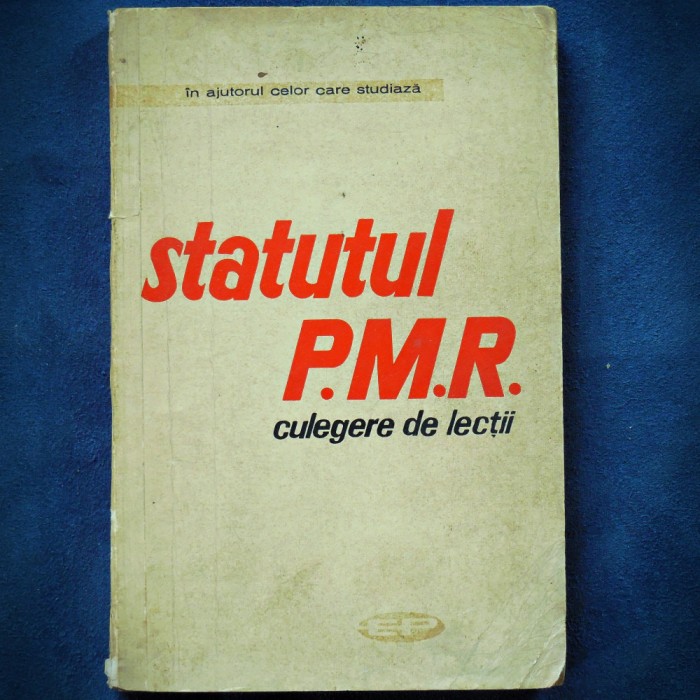 în ajutorul celor care studiază
statutul
P.M.R.
culegere de lecții
EP